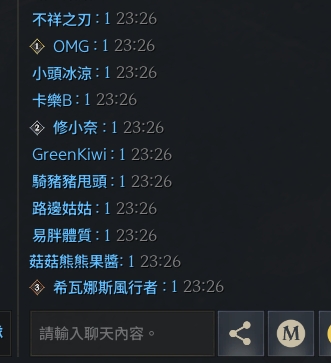 不祥之刃 : 1 23:26
1 OMG : 1 23:26
小頭冰涼 : 1 23:26
卡樂B : 1 23:26
2 修小奈 : 1 23:26
GreenKiwi : 1 23:26
騎豬豬甩頭 : 1 23:26
路邊姑姑 : 1 23:26
易胖體質 : 1 23:26
菇菇熊熊果醬: 1 23:26
3 希瓦娜斯風行者 : 1 23:26
請輸入聊天內容。
M